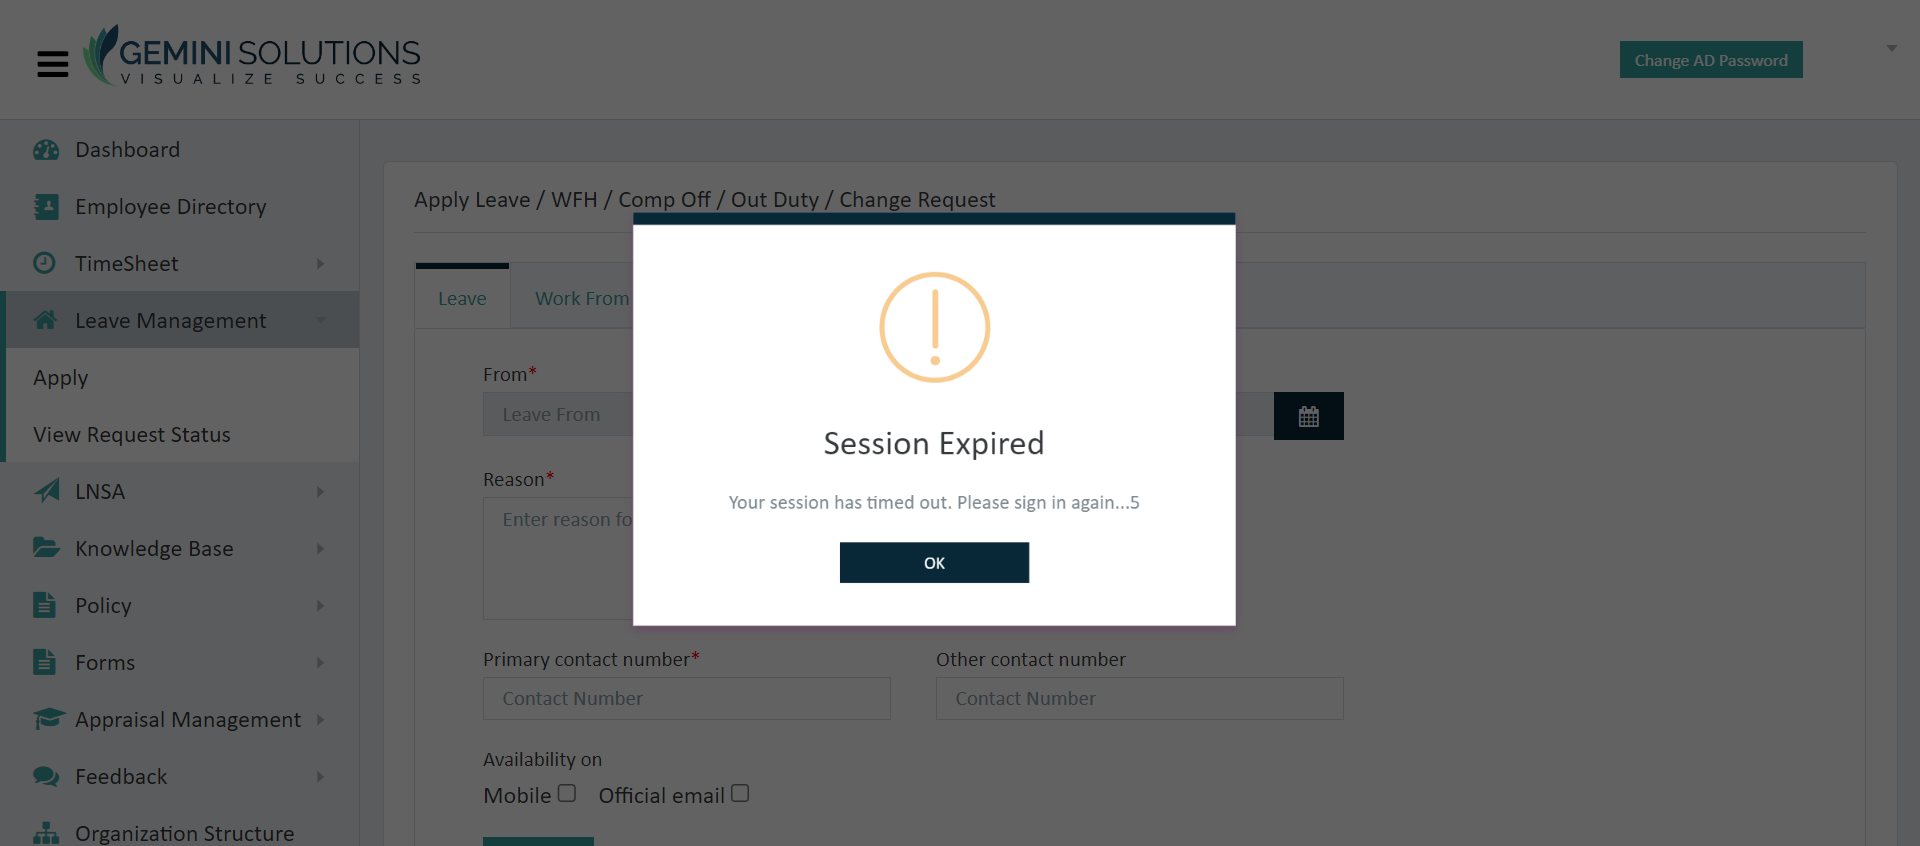 GEMINI SOLUTIONS
VISUALIZE SUCCESS
Change AD Password
Dashboard
Employee Directory
TimeSheet
Leave Management
Apply
View Request Status
LNSA
Knowledge Base
Policy
Forms
Appraisal Management
Feedback
Organization Structure
Apply Leave / WFH / Comp Off / Out Duty / Change Request
Leave
Work From
From*
Leave From
Reason*
Enter reason fo
Session Expired
Your session has timed out. Please sign in again...5
OK
Primary contact number*
Other contact number
Contact Number
Contact Number
Availability on
Mobile
Official email